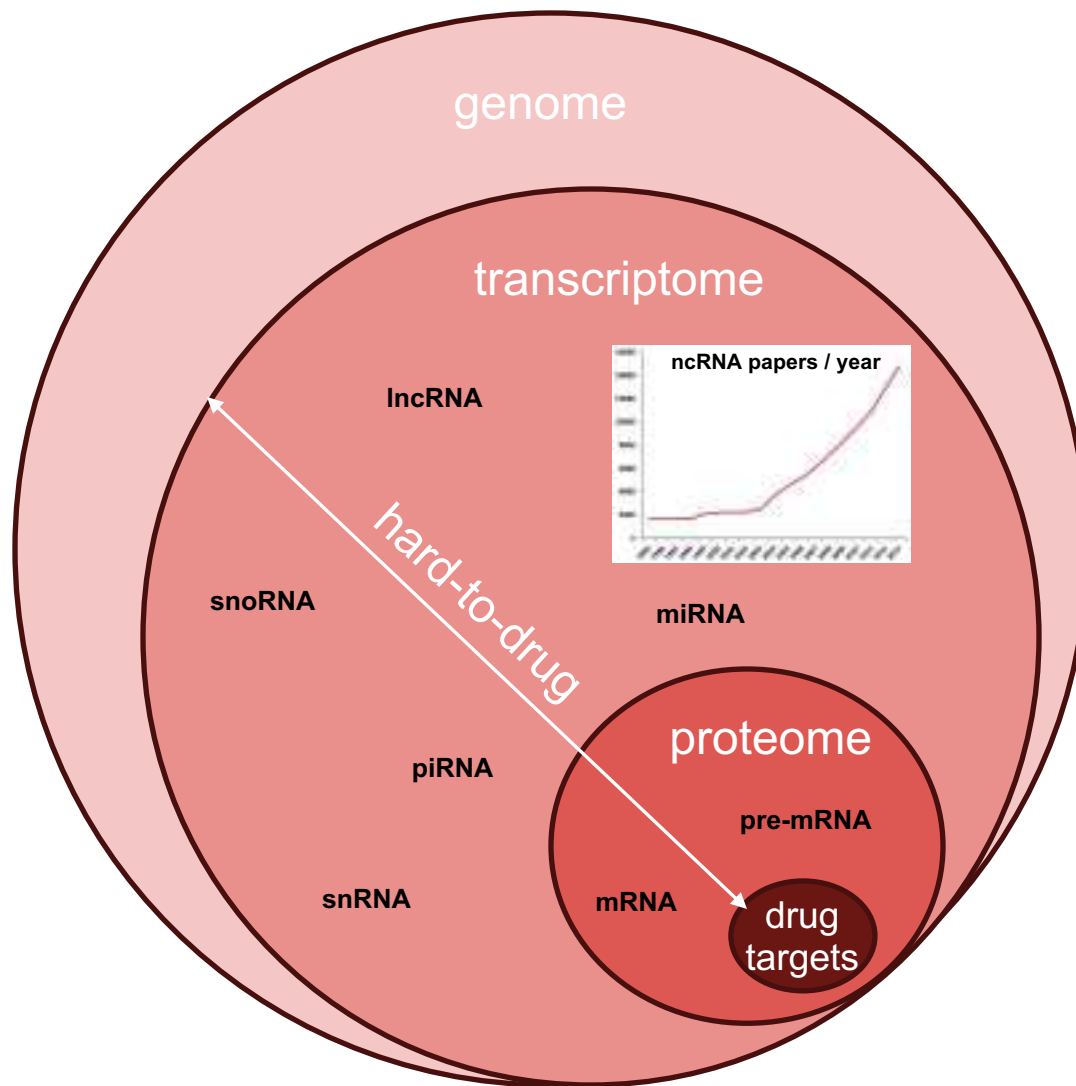 genome
transcriptome
ncRNA papers / year
lncRNA
hard-to-drug
snoRNA
miRNA
proteome
piRNA
pre-mRNA
snRNA
mRNA
drug
targets